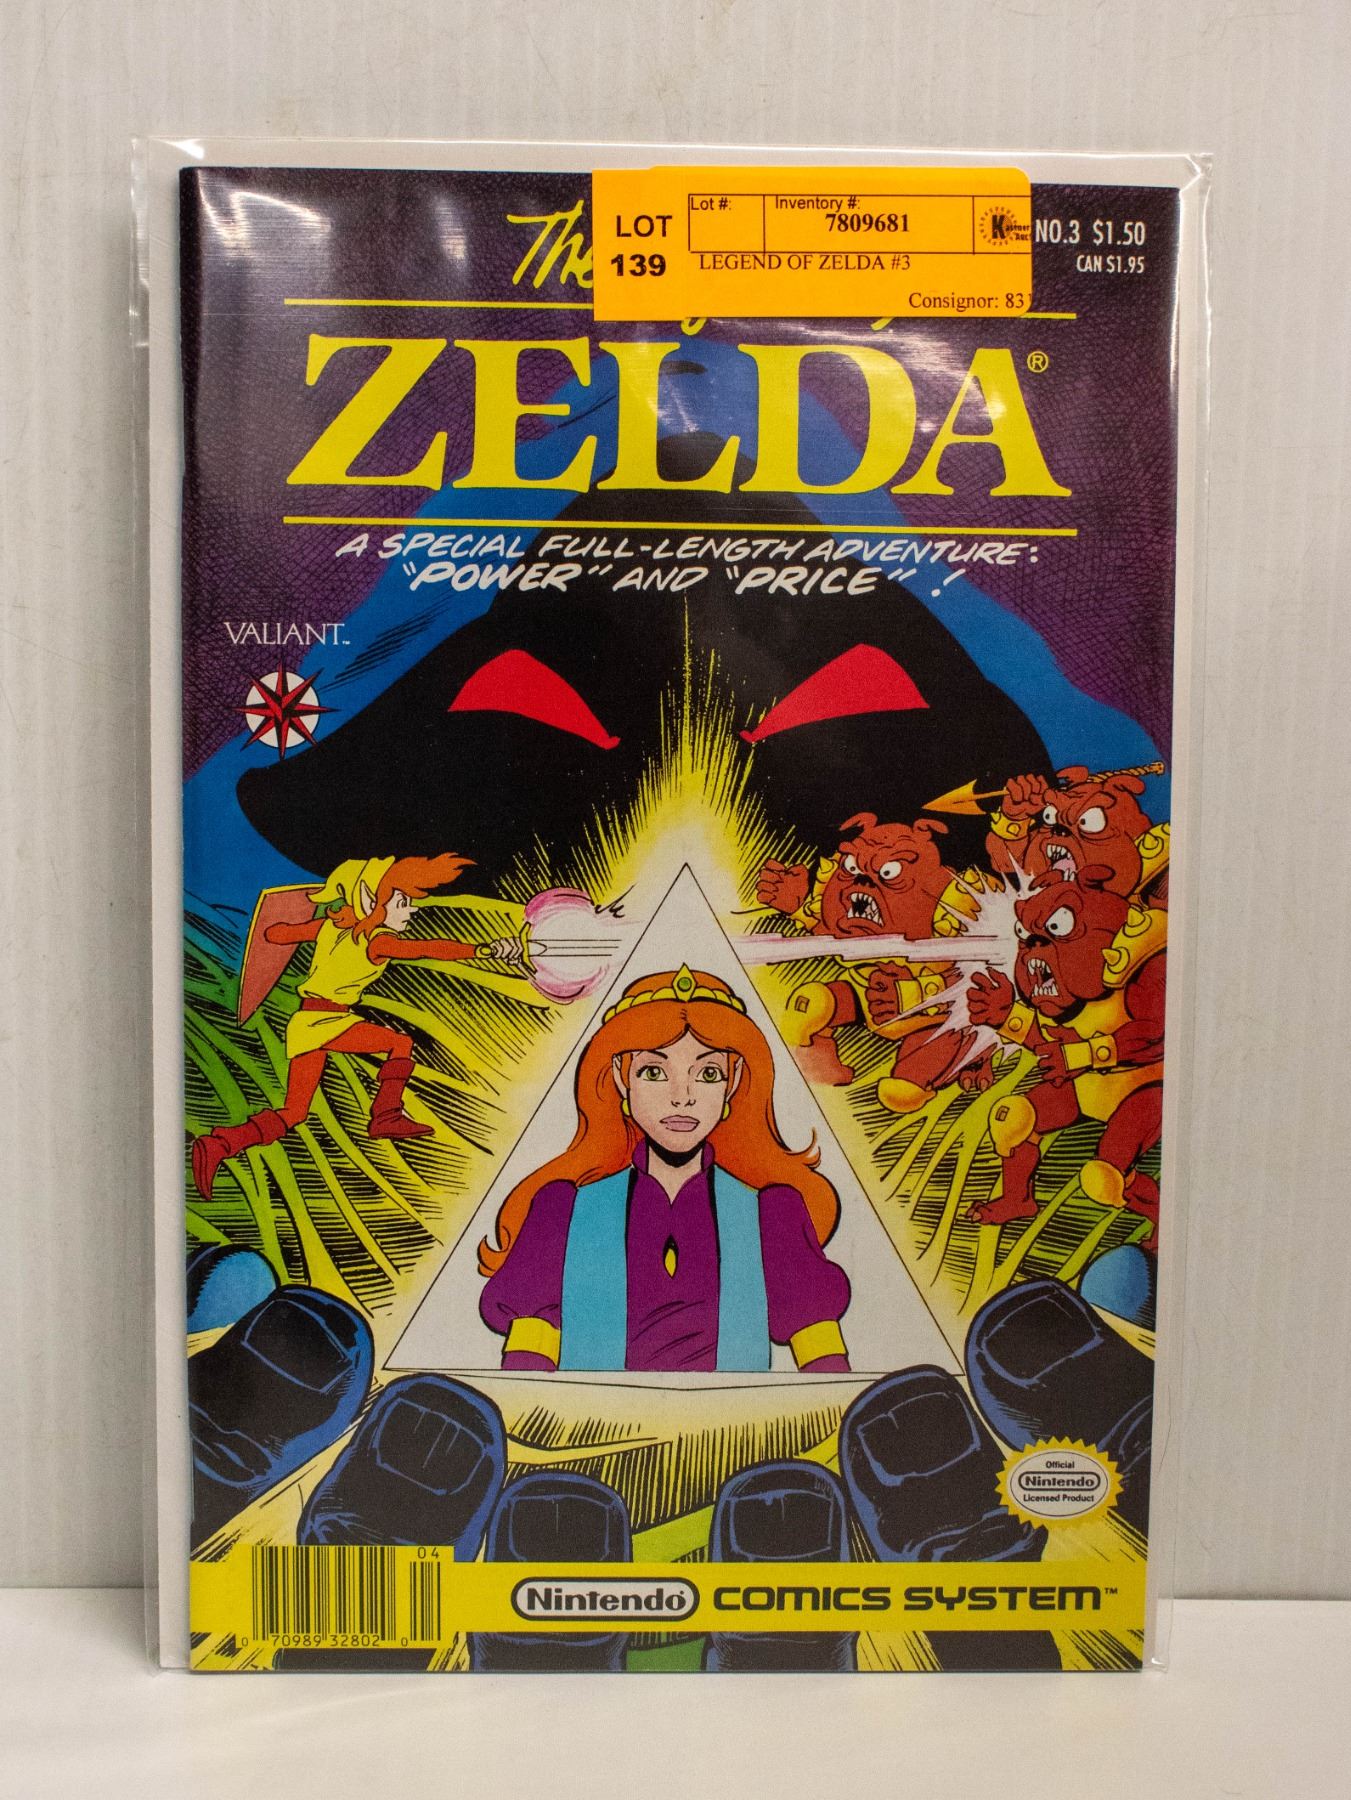 The
LOT
139
Lot #:
Inventory #:
7809681
LEGEND OF ZELDA #3
Consignor: 83
NO.3 $1.50
CAN $1.95
ZELDA®
A SPECIAL FULL-LENGTH ADVENTURE:
"POWER" AND "PRICE"!
VALIANT™
Official
Nintendo
Licensed Product
04
0 70989 32802 0
Nintendo® COMICS SYSTEM™